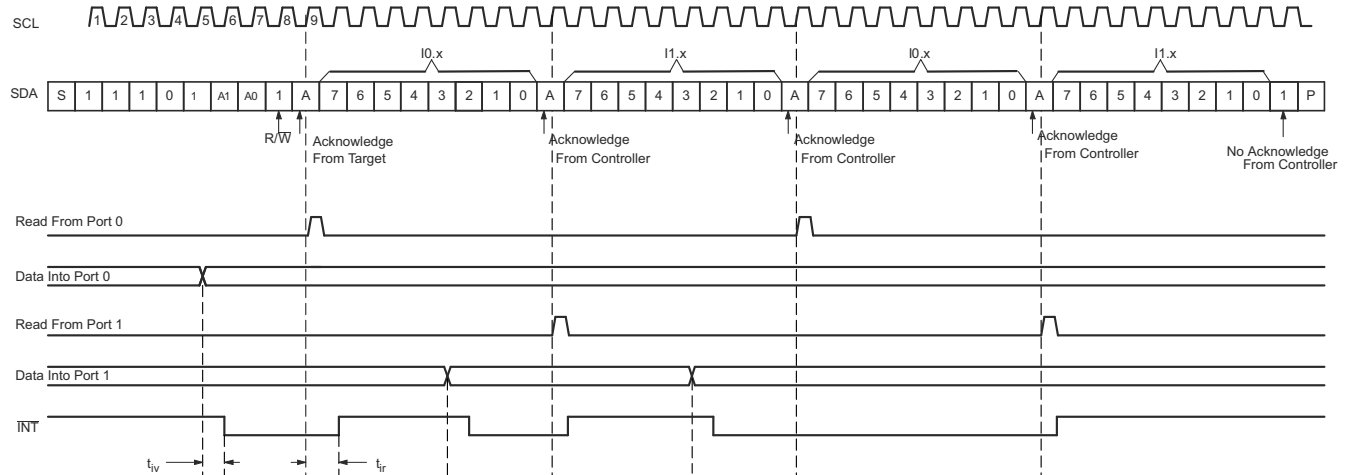 SCL
1 2 3 4 5 6 7 8 9
I0.x I1.x I0.x I1.x
SDA S 1 1 1 0 1 A1 A0 1 A 7 6 5 4 3 2 1 0 A 7 6 5 4 3 2 1 0 A 7 6 5 4 3 2 1 0 A 7 6 5 4 3 2 1 0 1 P
R/W̅
Acknowledge
From Target
Acknowledge
From Controller
Acknowledge
From Controller
Acknowledge
From Controller
No Acknowledge
From Controller
Read From Port 0
Data Into Port 0
Read From Port 1
Data Into Port 1
I̅N̅T̅
tiv tir